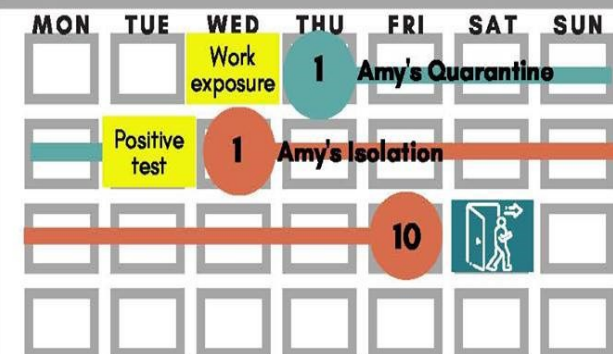 MON TUE WED THU FRI SAT SUN
Work
exposure
1
Amy's Quarantine
Positive
test
1
Amy's Isolation
10